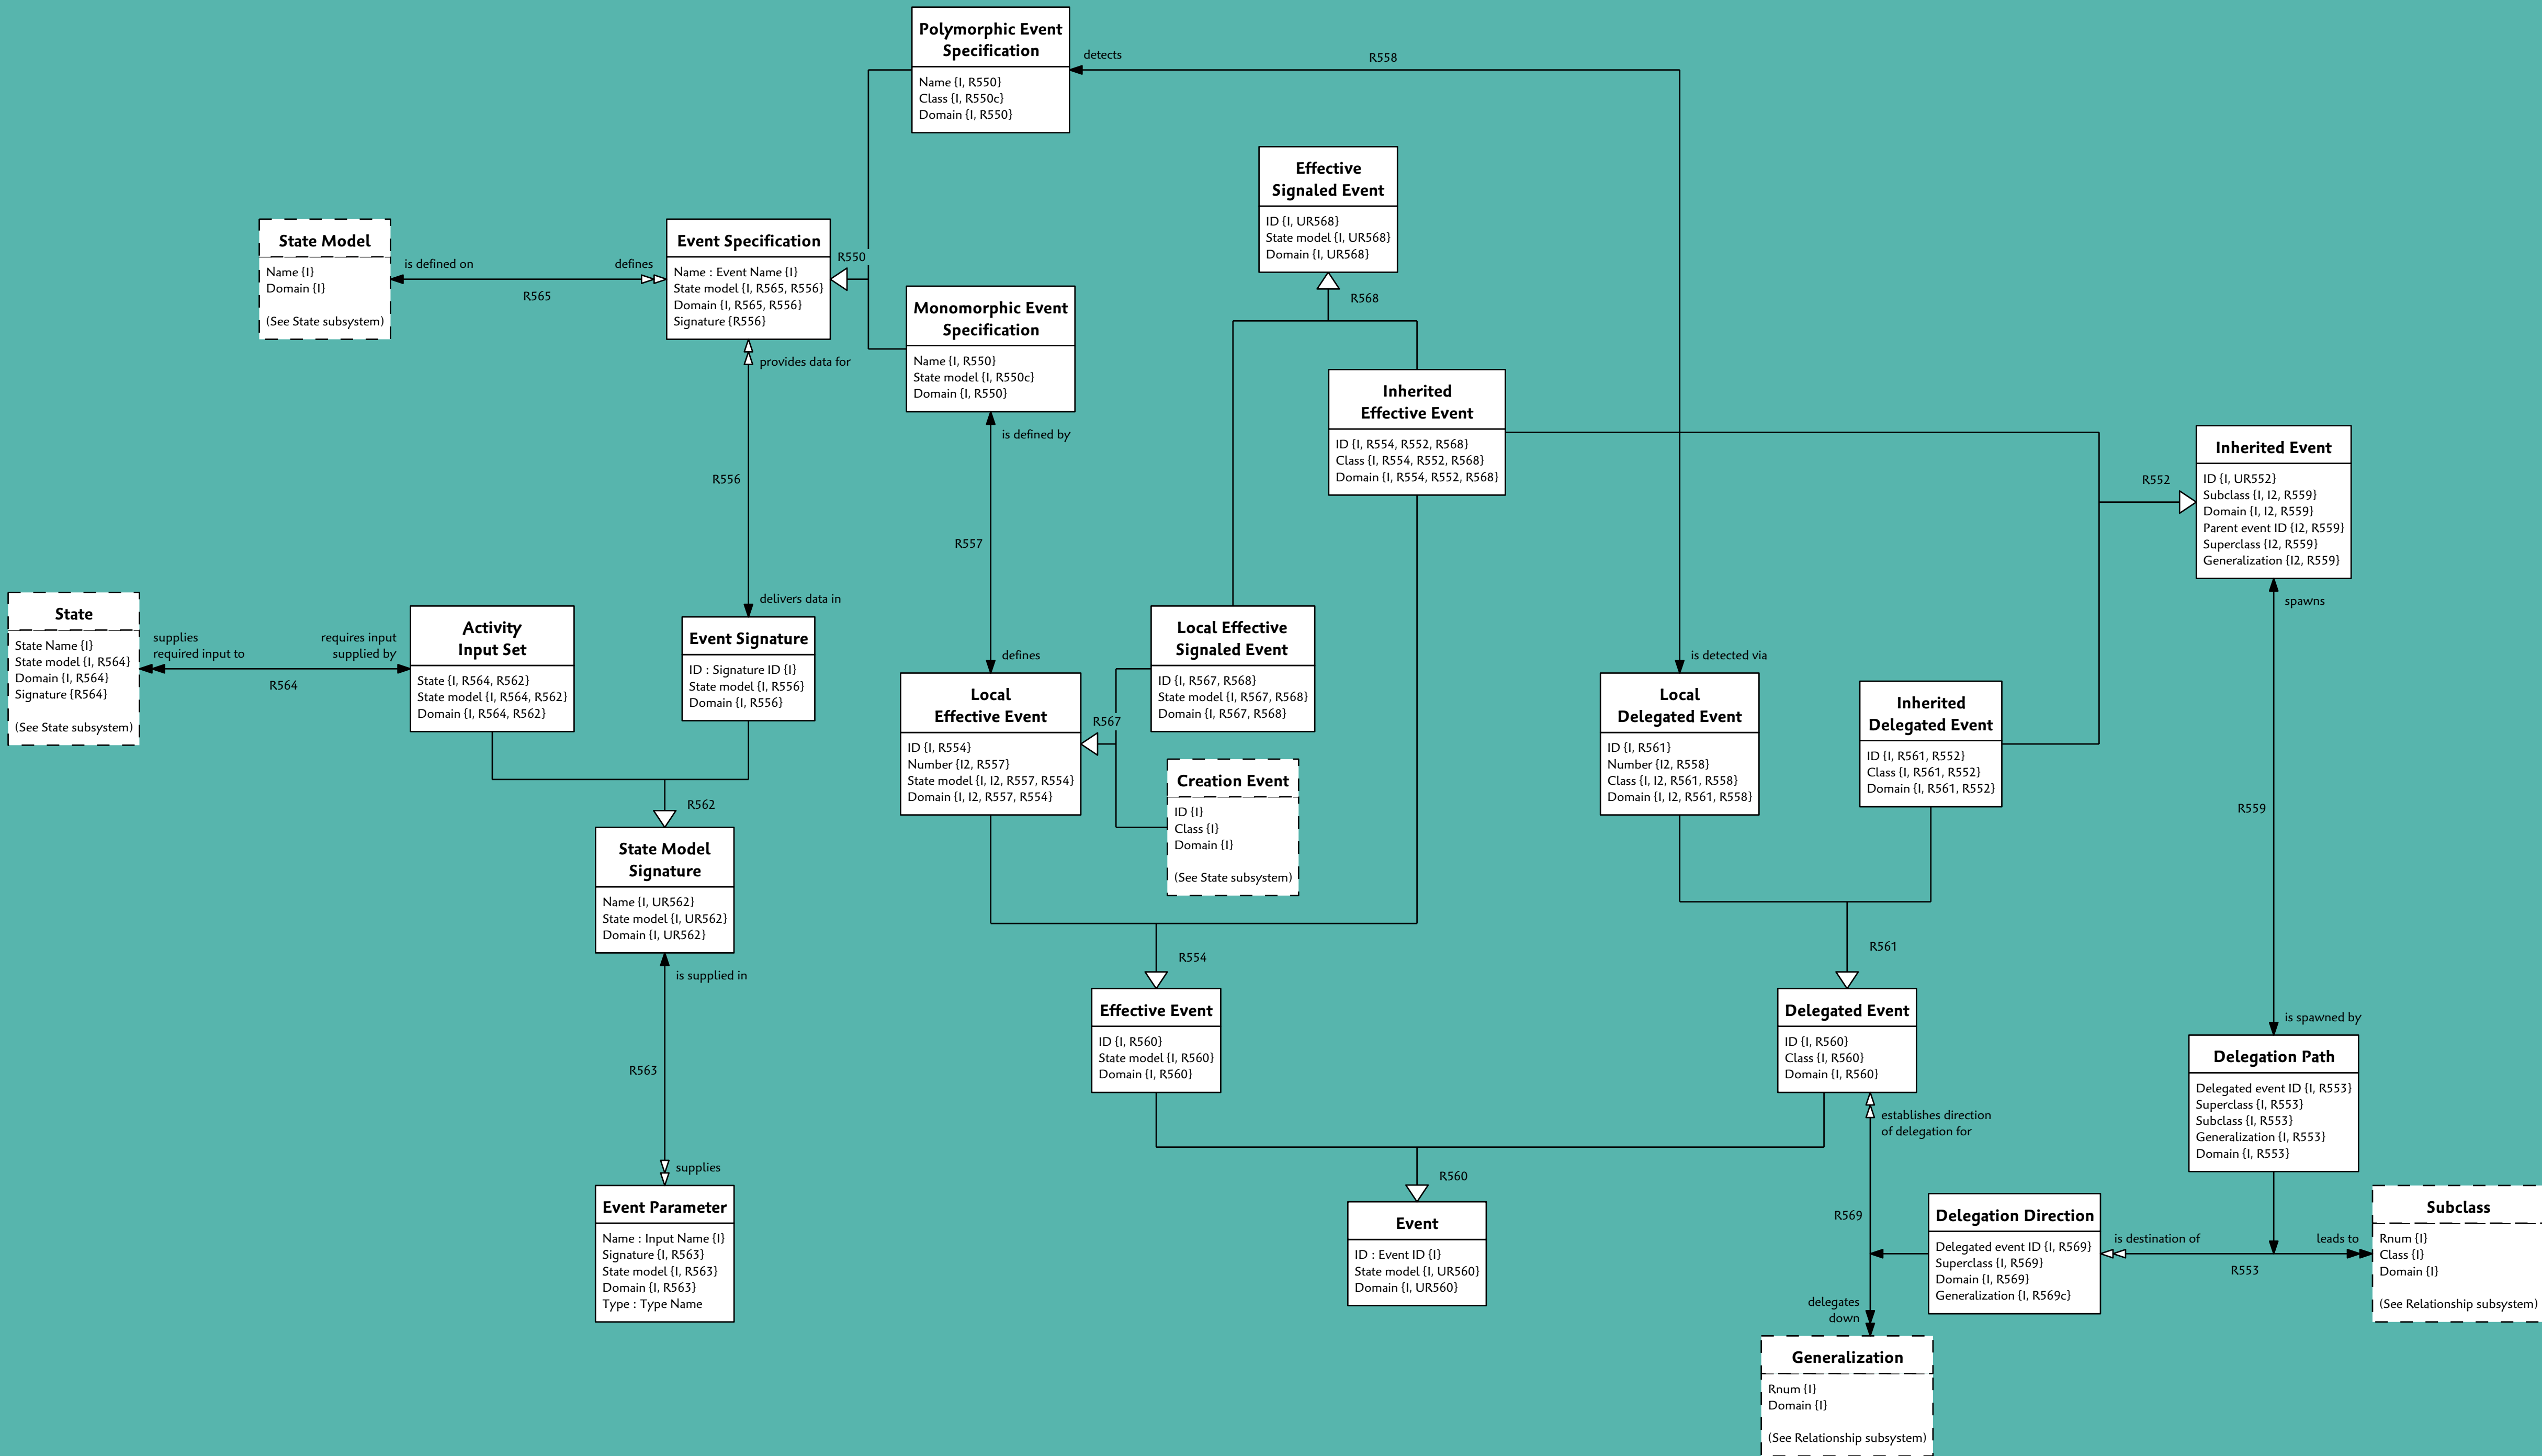 Polymorphic Event
Specification
Name {I, R550}
Class {I, R550c}
Domain {I, R550}
detects
R558
Effective
Signaled Event
ID {I, UR568}
State model {I, UR568}
Domain {I, UR568}
R568
State Model
Name {I}
Domain {I}
(See State subsystem)
is defined on
defines
R565
Event Specification
Name : Event Name {I}
State model {I, R565, R556}
Domain {I, R565, R556}
Signature {R556}
R550
provides data for
Monomorphic Event
Specification
Name {I, R550}
State model {I, R550c}
Domain {I, R550}
is defined by
Inherited
Effective Event
ID {I, R554, R552, R568}
Class {I, R554, R552, R568}
Domain {I, R554, R552, R568}
R552
Inherited Event
ID {I, UR552}
Subclass {I, I2, R559}
Domain {I, I2, R559}
Parent event ID {I2, R559}
Superclass {I2, R559}
Generalization {I2, R559}
spawns
R556
R557
delivers data in
defines
State
State Name {I}
State model {I, R564}
Domain {I, R564}
Signature {R564}
(See State subsystem)
supplies
required input to
requires input
supplied by
R564
Activity
Input Set
State {I, R564, R562}
State model {I, R564, R562}
Domain {I, R564, R562}
Event Signature
ID : Signature ID {I}
State model {I, R556}
Domain {I, R556}
Local
Effective Event
ID {I, R554}
Number {I2, R557}
State model {I, I2, R557, R554}
Domain {I, I2, R557, R554}
R567
Local Effective
Signaled Event
ID {I, R567, R568}
State model {I, R567, R568}
Domain {I, R567, R568}
Creation Event
ID {I}
Class {I}
Domain {I}
(See State subsystem)
is detected via
Local
Delegated Event
ID {I, R561}
Number {I2, R558}
Class {I, I2, R561, R558}
Domain {I, I2, R561, R558}
Inherited
Delegated Event
ID {I, R561, R552}
Class {I, R561, R552}
Domain {I, R561, R552}
R559
R562
State Model
Signature
Name {I, UR562}
State model {I, UR562}
Domain {I, UR562}
is supplied in
R554
R561
Effective Event
ID {I, R560}
State model {I, R560}
Domain {I, R560}
Delegated Event
ID {I, R560}
Class {I, R560}
Domain {I, R560}
is spawned by
Delegation Path
Delegated event ID {I, R553}
Superclass {I, R553}
Subclass {I, R553}
Generalization {I, R553}
Domain {I, R553}
R563
establishes direction
of delegation for
supplies
R560
Event Parameter
Name : Input Name {I}
Signature {I, R563}
State model {I, R563}
Domain {I, R563}
Type : Type Name
Event
ID : Event ID {I}
State model {I, UR560}
Domain {I, UR560}
R569
Delegation Direction
Delegated event ID {I, R569}
Superclass {I, R569}
Domain {I, R569}
Generalization {I, R569c}
is destination of
leads to
R553
Subclass
Rnum {I}
Class {I}
Domain {I}
(See Relationship subsystem)
delegates
down
Generalization
Rnum {I}
Domain {I}
(See Relationship subsystem)